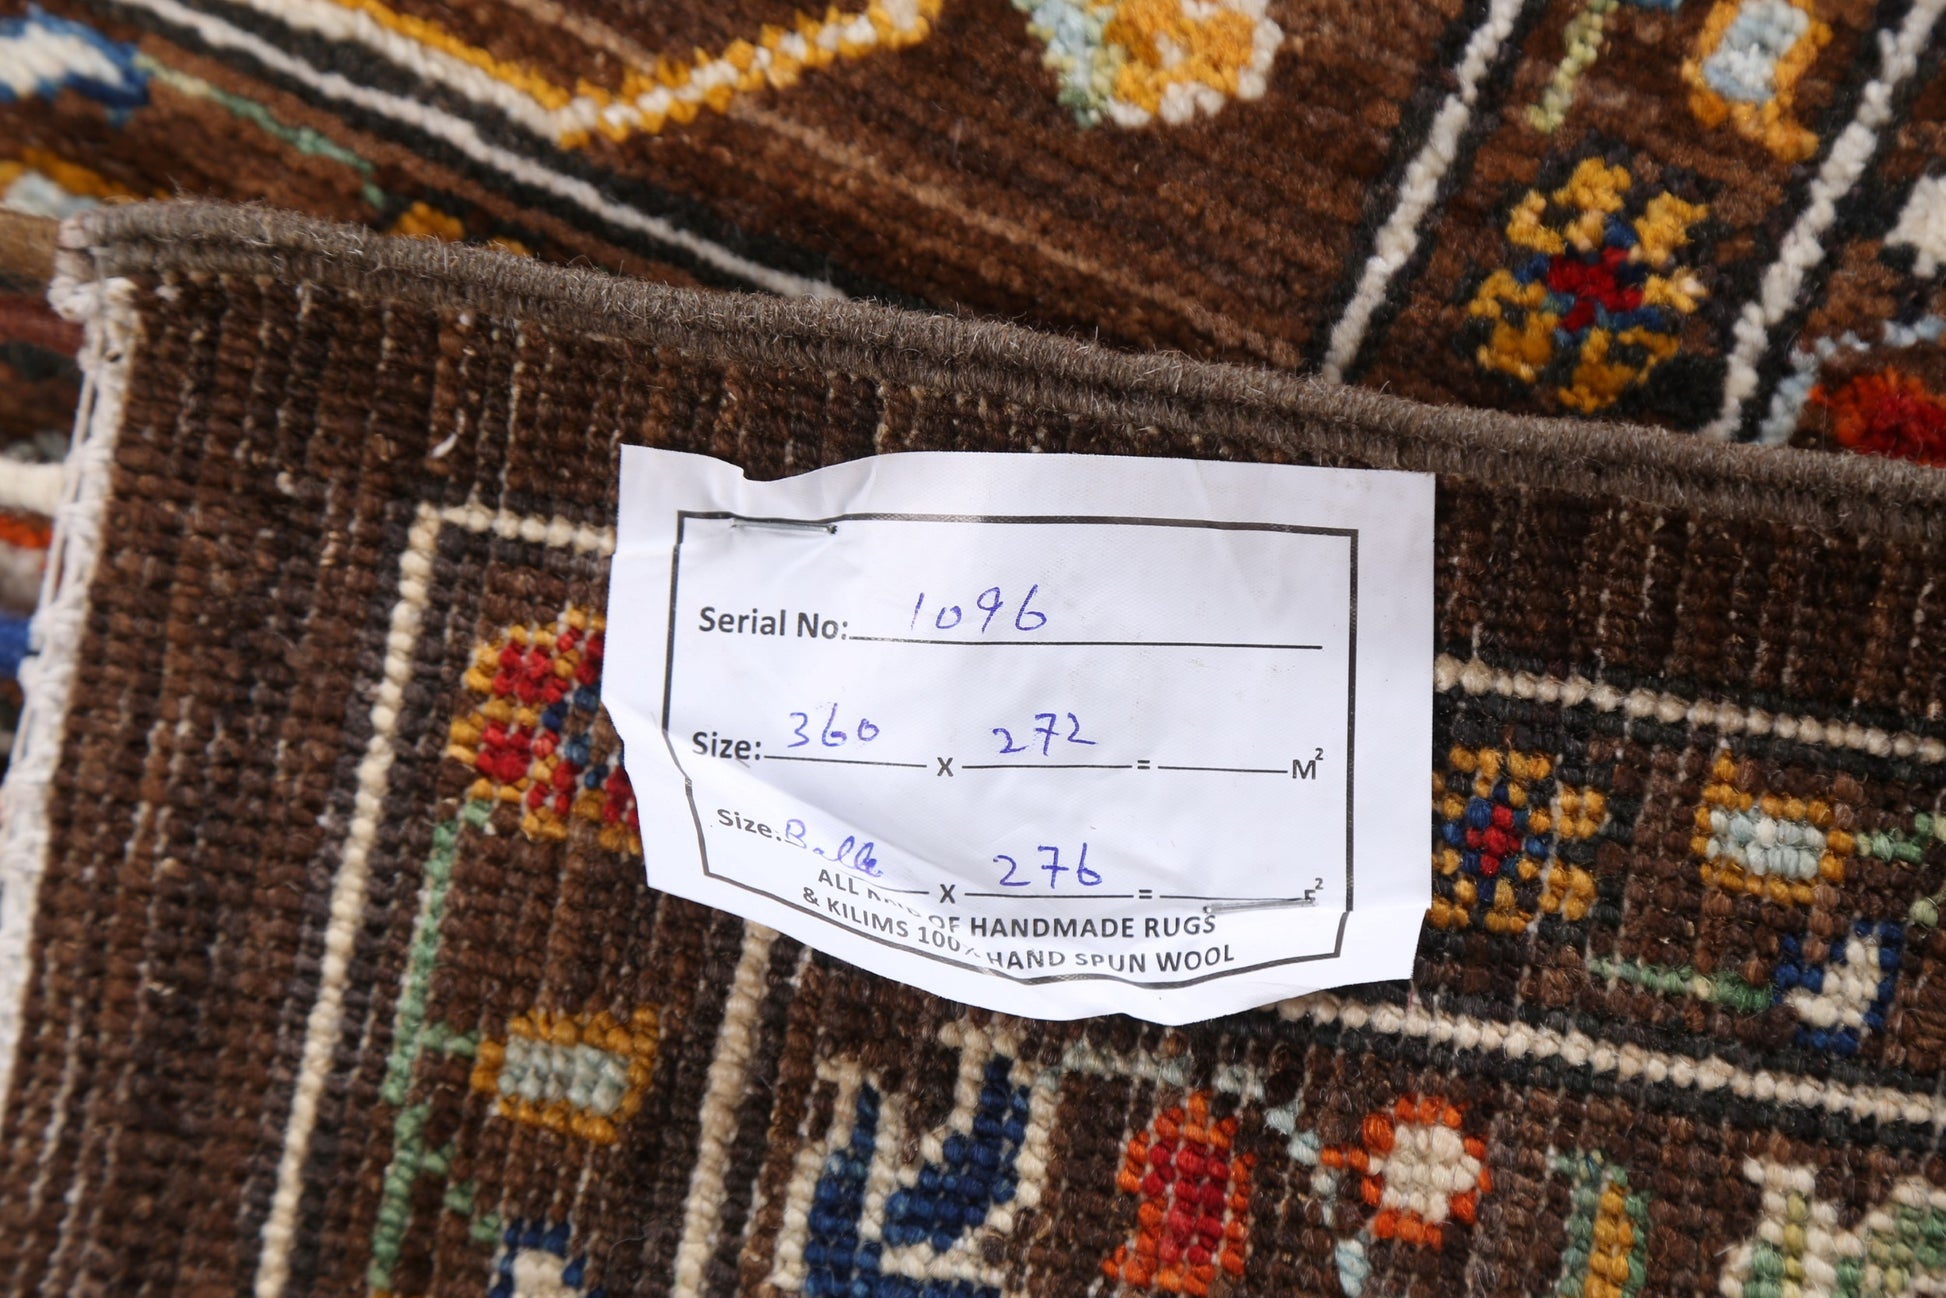 Serial No: 1096
Size: 360 X 272 = M²
Size: X 276 = F²
ALL KIND OF HANDMADE RUGS
& KILIMS 100% HAND SPUN WOOL